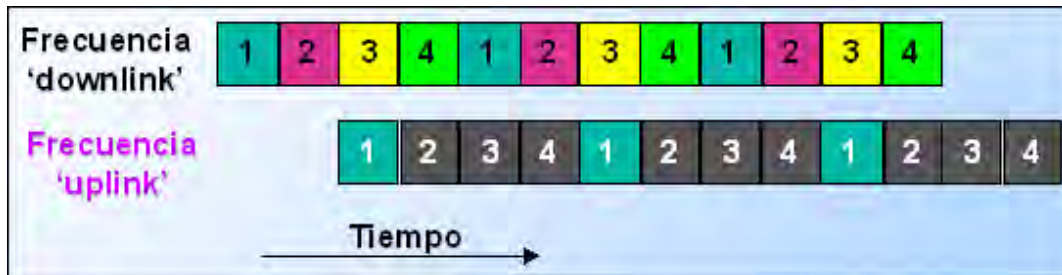 Frecuencia
‘downlink’
1 2 3 4 1 2 3 4 1 2 3 4
Frecuencia
‘uplink’
1 2 3 4 1 2 3 4 1 2 3 4
Tiempo